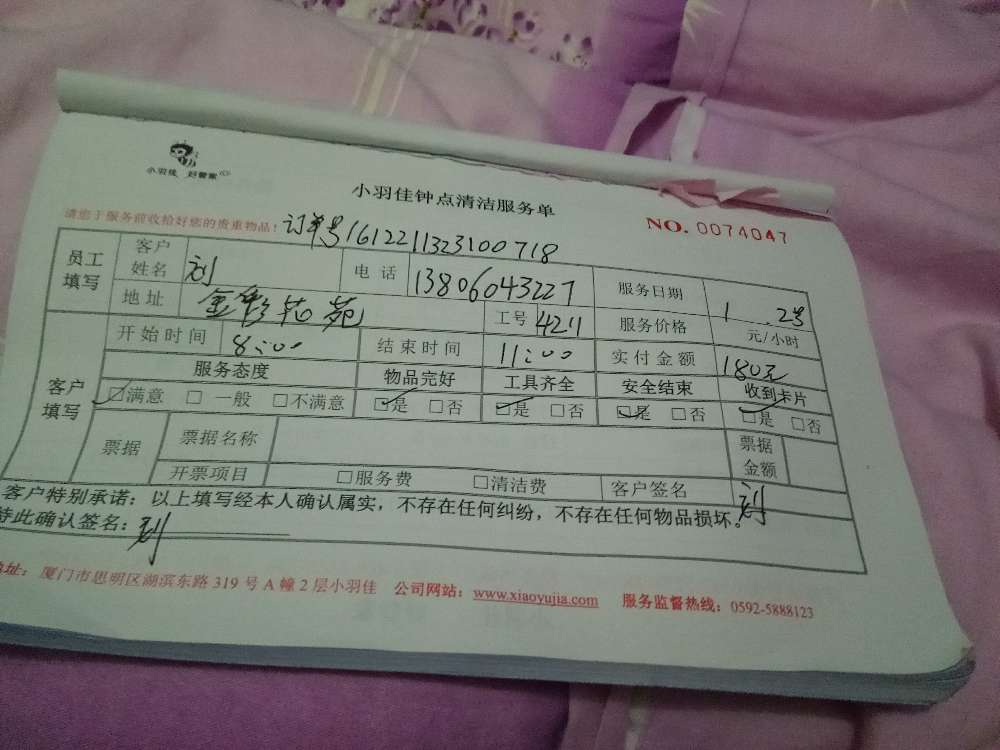 小羽佳 好管家
小羽佳钟点清洁服务单
NO. 0074047
请您于服务前收拾好您的贵重物品! 订单号1612211323100718
员工填写 客户姓名 刘 电话 13806043227 服务日期 1 . 2号
地址 金 苑 工号 4211 服务价格 元/小时
客户填写 开始时间 8:00 结束时间 11:00 实付金额 180元
服务态度 物品完好 工具齐全 安全结束 收到卡片
☑满意 □一般 □不满意 ☑是 □否 ☑是 □否 ☑是 □否 ☑是 □否
票据 票据名称 票据金额
开票项目 □服务费 □清洁费 客户签名 刘
客户特别承诺：以上填写经本人确认属实，不存在任何纠纷，不存在任何物品损坏。
特此确认签名：刘
地址：厦门市思明区湖滨东路 319 号 A 幢 2 层小羽佳 公司网站：www.xiaoyujia.com 服务监督热线：0592-5888123